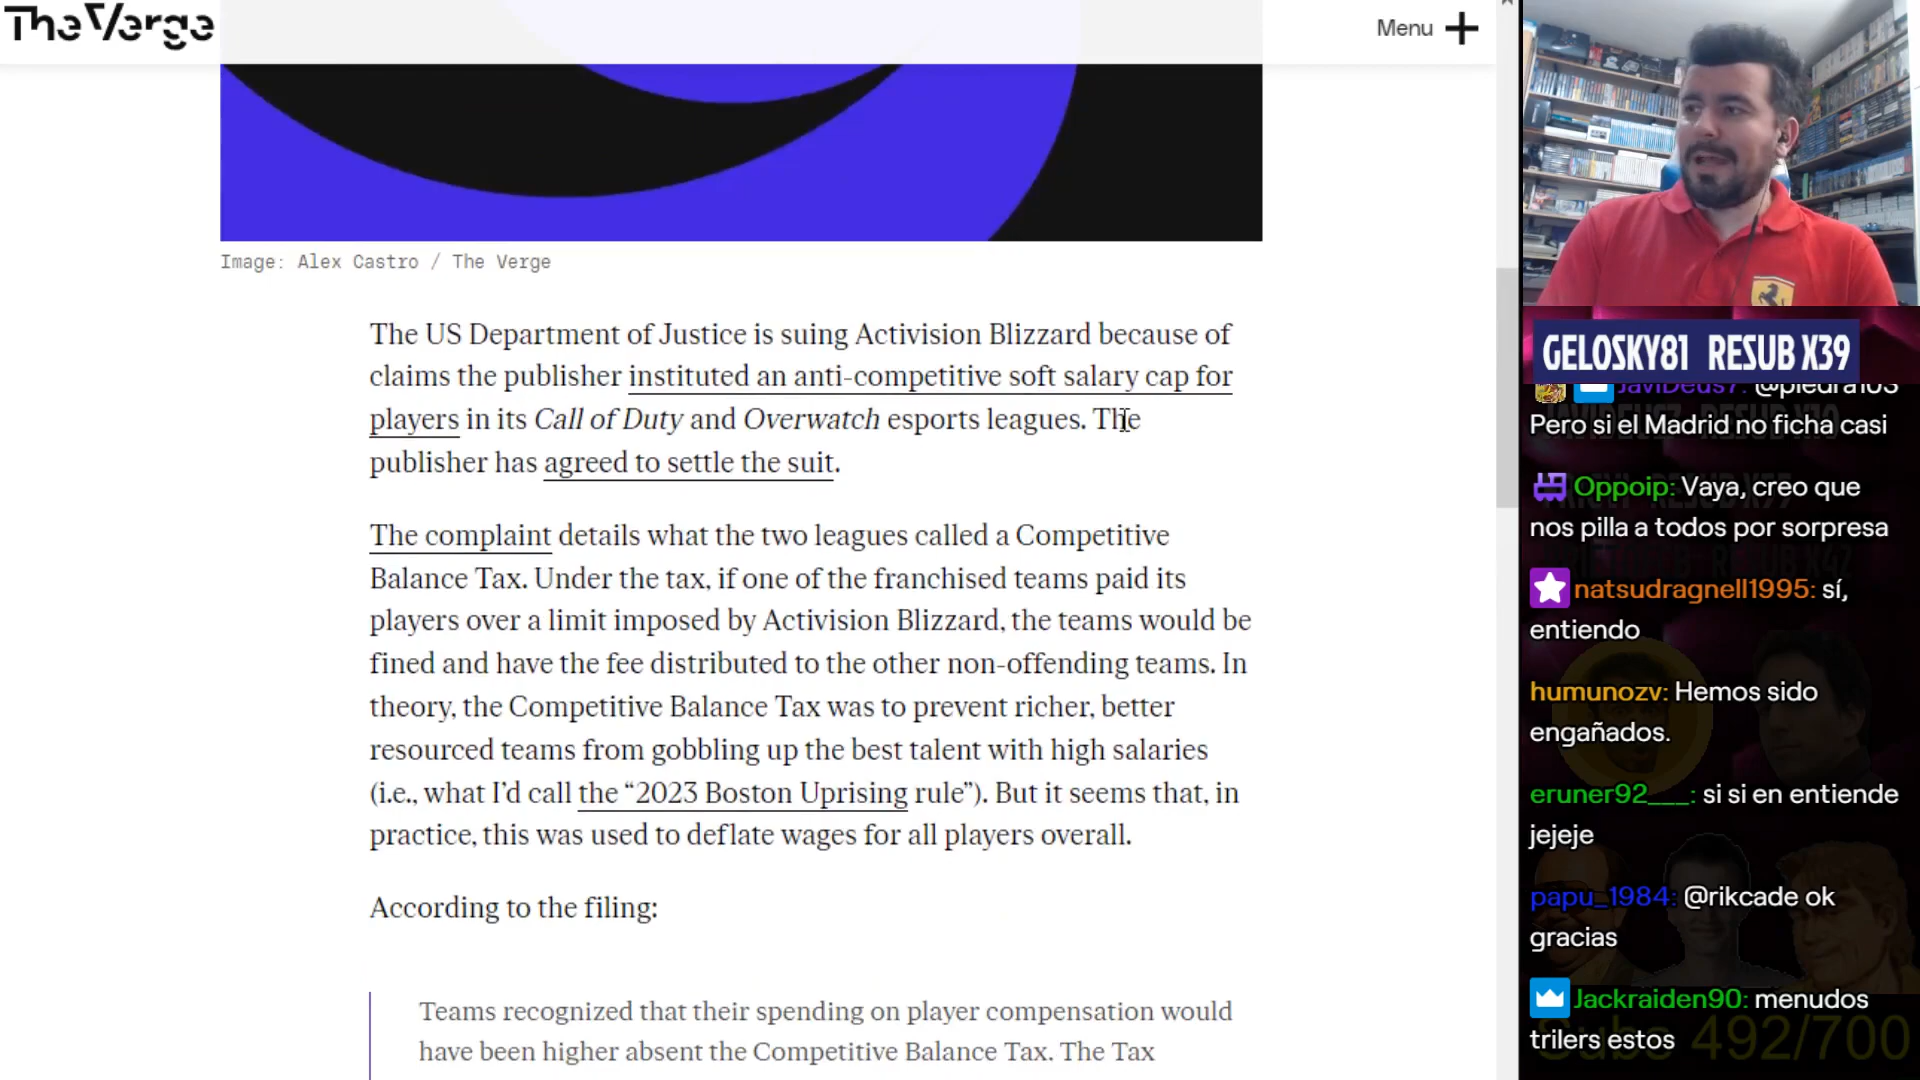 The Verge
Menu
Image: Alex Castro / The Verge
The US Department of Justice is suing Activision Blizzard because of
claims the publisher instituted an anti-competitive soft salary cap for
players in its Call of Duty and Overwatch esports leagues. The
publisher has agreed to settle the suit.
The complaint details what the two leagues called a Competitive
Balance Tax. Under the tax, if one of the franchised teams paid its
players over a limit imposed by Activision Blizzard, the teams would be
fined and have the fee distributed to the other non-offending teams. In
theory, the Competitive Balance Tax was to prevent richer, better
resourced teams from gobbling up the best talent with high salaries
(i.e., what I’d call the “2023 Boston Uprising rule”). But it seems that, in
practice, this was used to deflate wages for all players overall.
According to the filing:
Teams recognized that their spending on player compensation would
have been higher absent the Competitive Balance Tax. The Tax
GELOSKY81 RESUB X39
JaviDeus7: @piedra103
Pero si el Madrid no ficha casi
Oppoip: Vaya, creo que
nos pilla a todos por sorpresa
natsudragnell1995: sí,
entiendo
humunozv: Hemos sido
engañados.
eruner92___: si si en entiende
jejeje
papu_1984: @rikcade ok
gracias
Jackraiden90: menudos
trilers estos
Subs 492/700